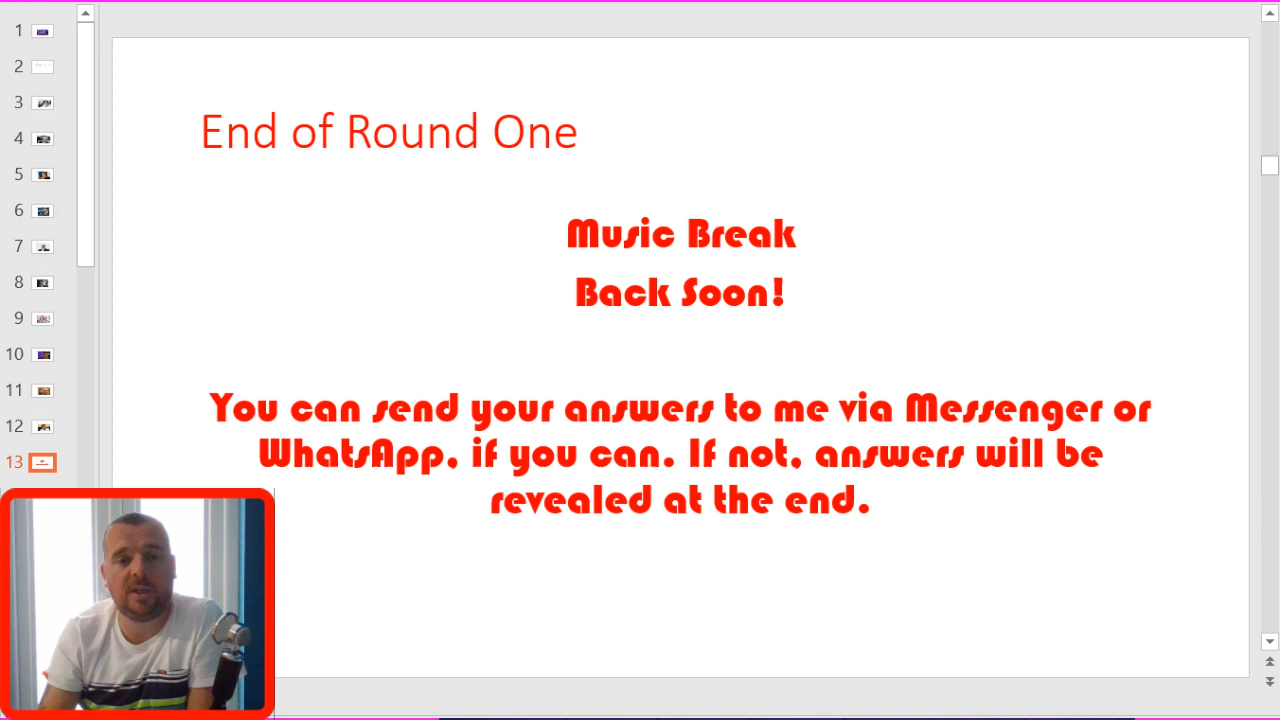 1
2
3
4
5
6
7
8
9
10
11
12
13
End of Round One
Music Break
Back Soon!
You can send your answers to me via Messenger or
WhatsApp, if you can. If not, answers will be
revealed at the end.